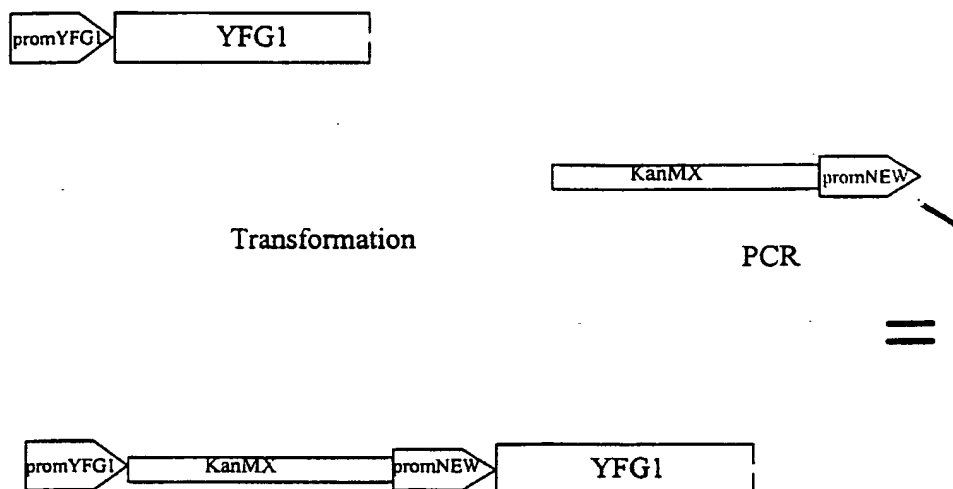 promYFG1 YFG1
KanMX promNEW
Transformation
PCR
promYFG1 KanMX promNEW YFG1